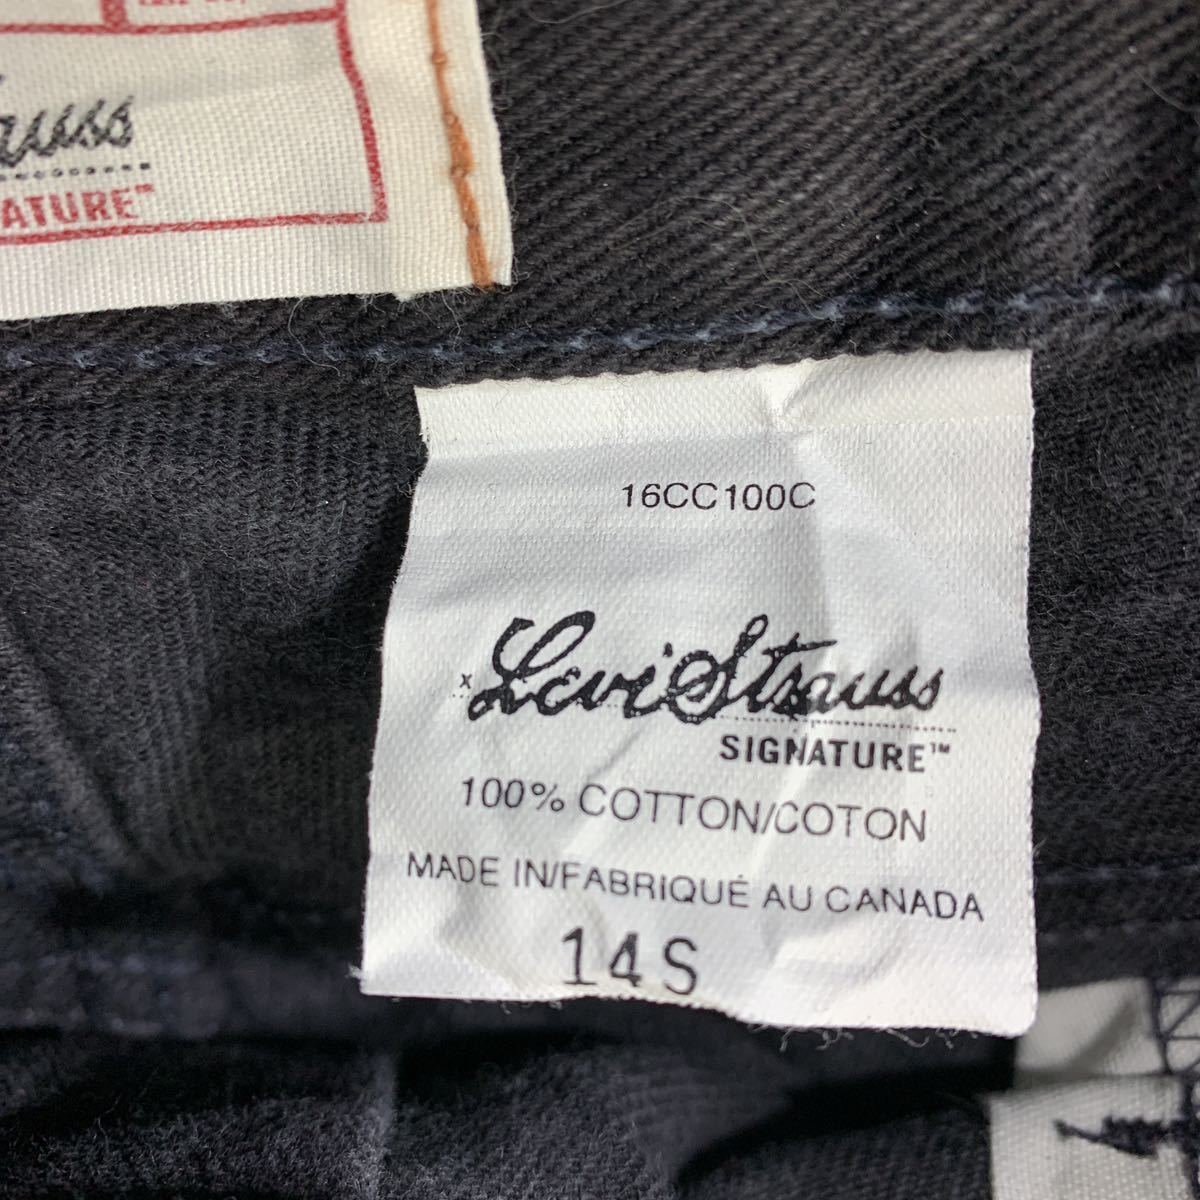 16CC100C
x Levi Strauss
SIGNATURE™
100% COTTON/COTON
MADE IN/FABRIQUÉ AU CANADA
14S